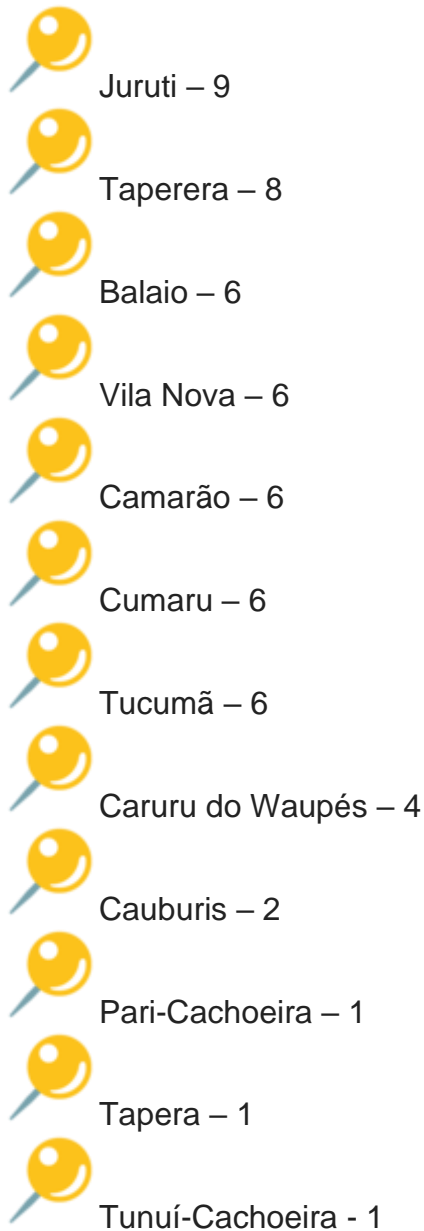 Juruti – 9
Taperera – 8
Balaio – 6
Vila Nova – 6
Camarão – 6
Cumaru – 6
Tucumã – 6
Caruru do Waupés – 4
Cauburis – 2
Pari-Cachoeira – 1
Tapera – 1
Tunuí-Cachoeira - 1